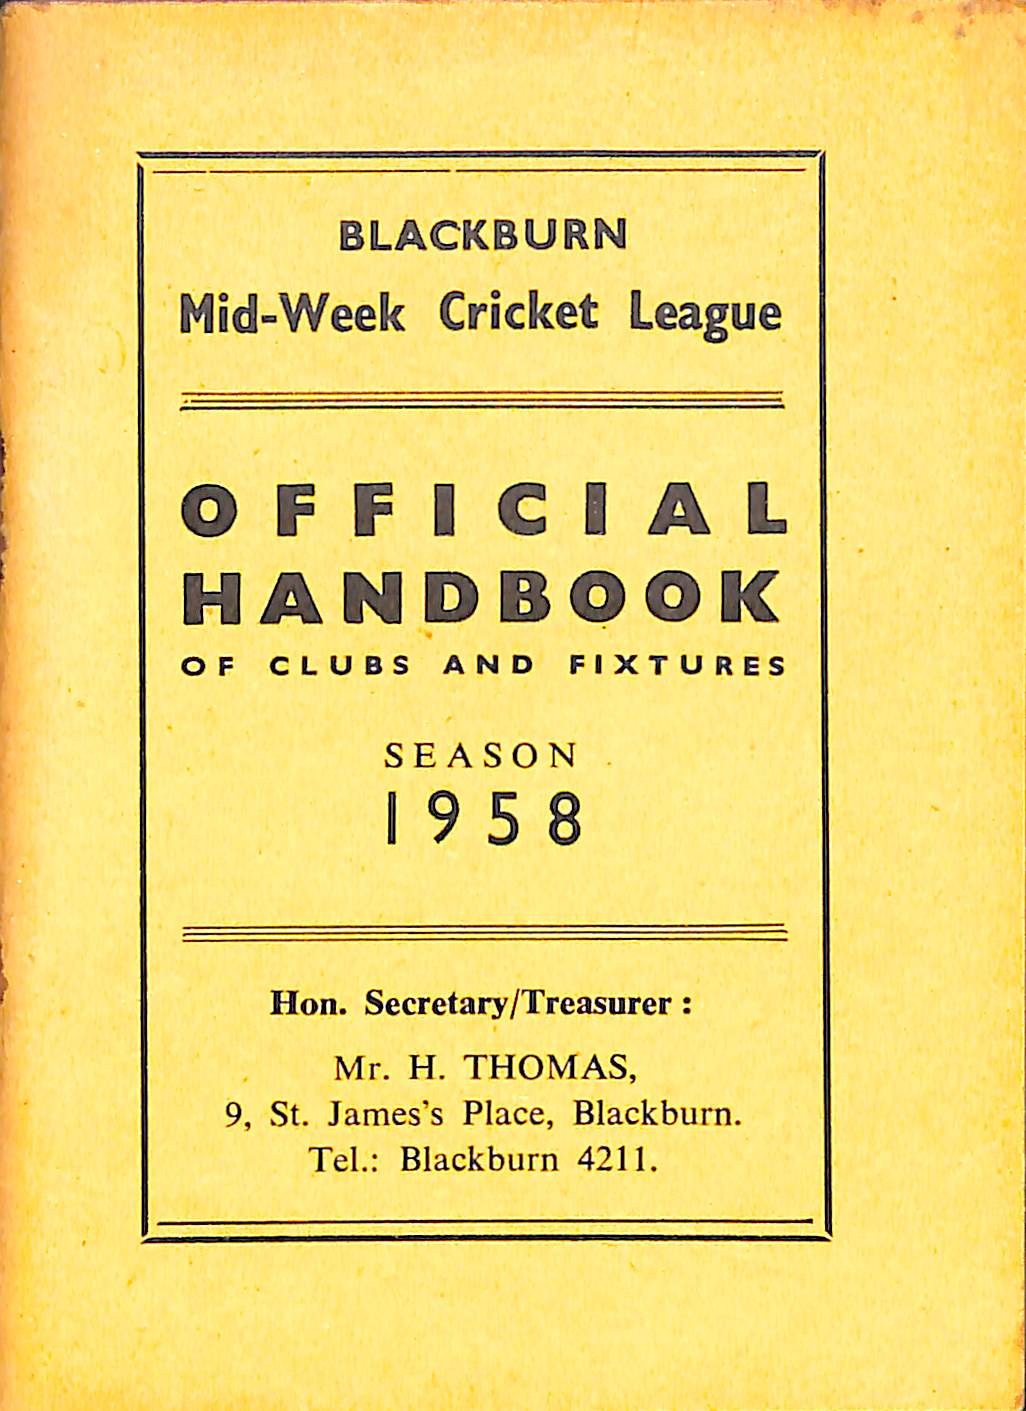 BLACKBURN
Mid-Week Cricket League
OFFICIAL
HANDBOOK
OF CLUBS AND FIXTURES
SEASON
1958
Hon. Secretary/Treasurer :
Mr. H. THOMAS,
9, St. James's Place, Blackburn.
Tel.: Blackburn 4211.